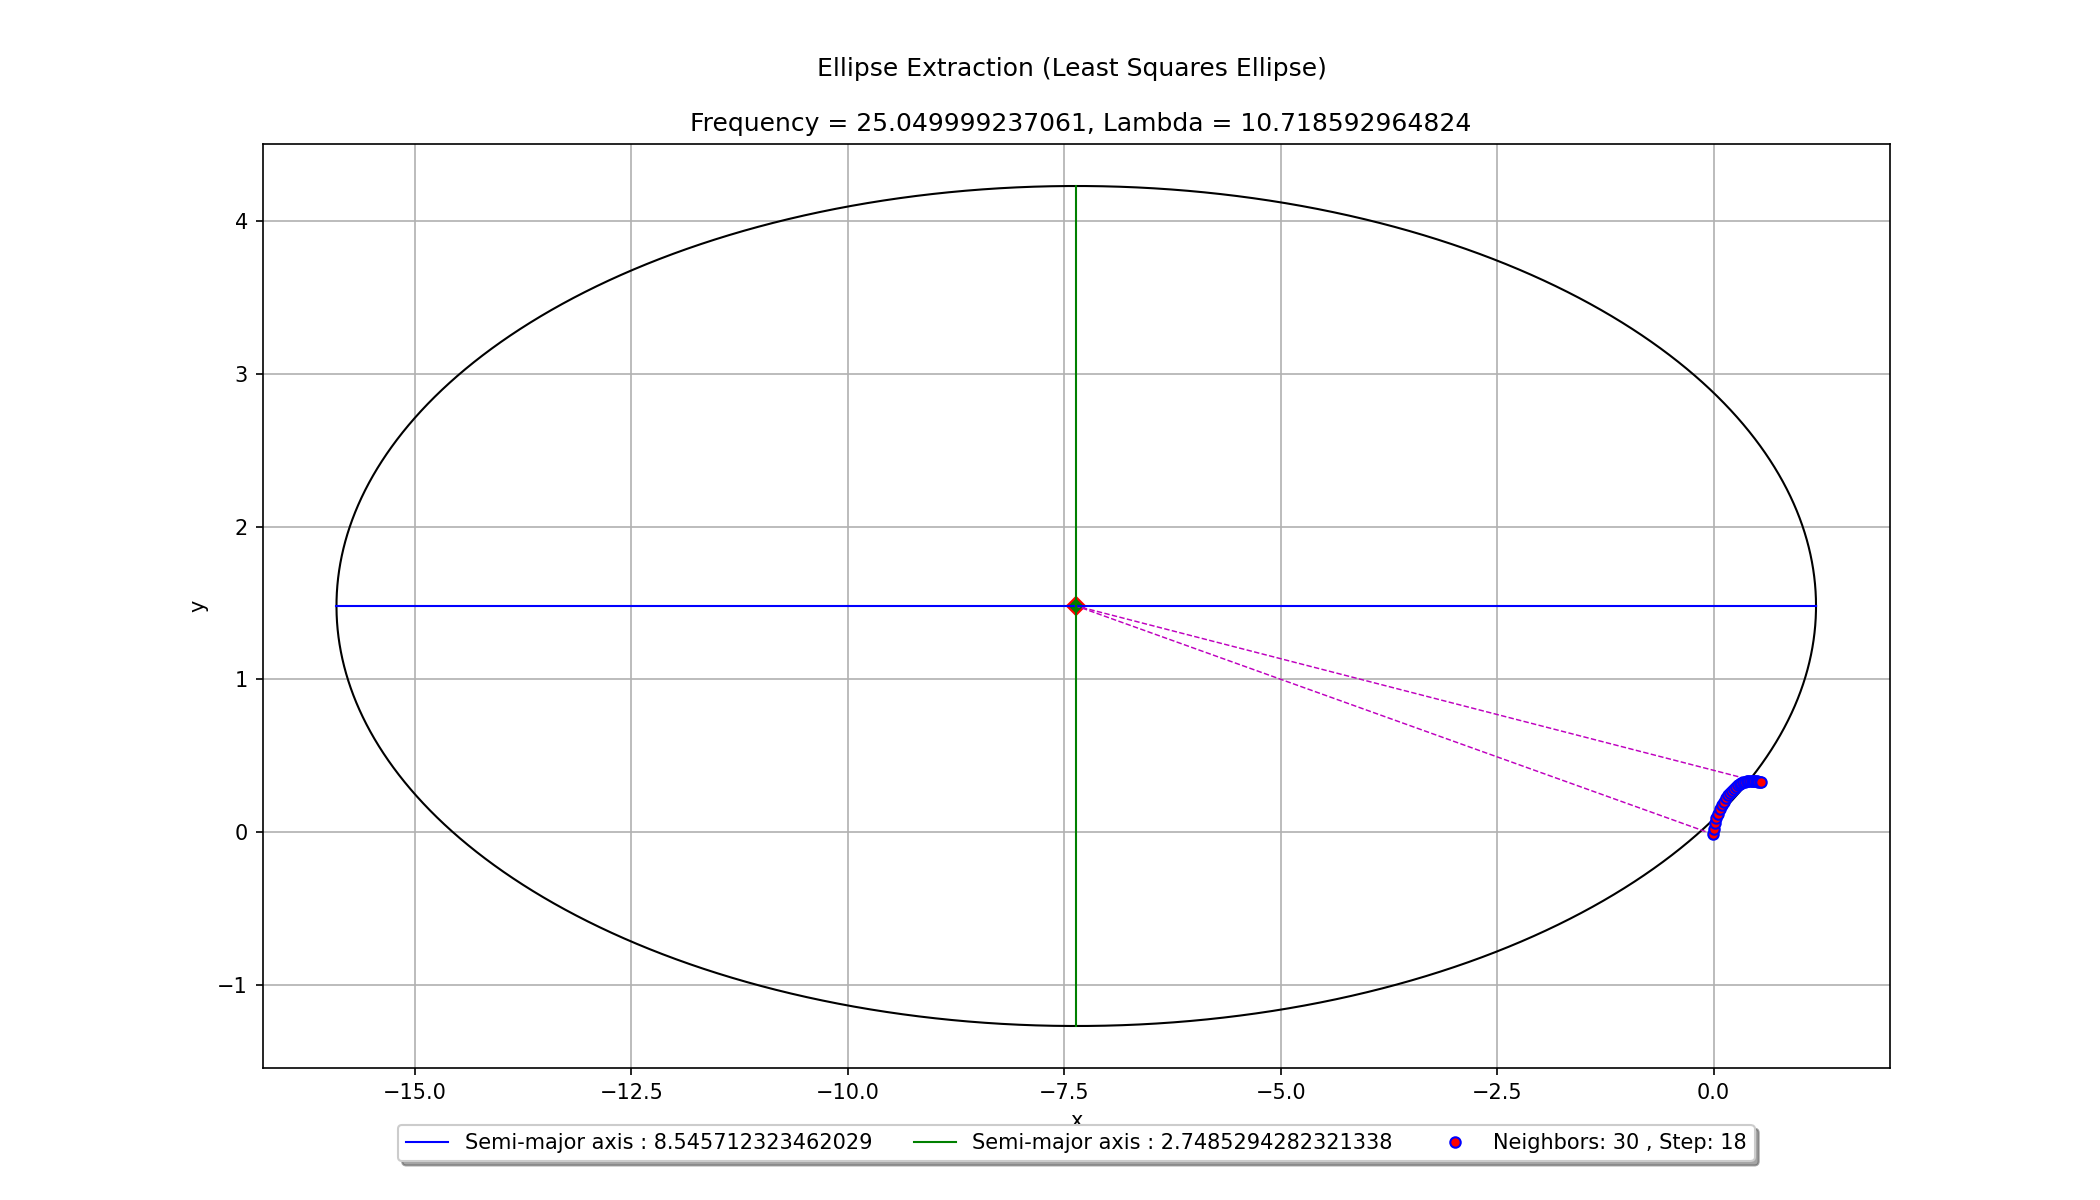 Ellipse Extraction (Least Squares Ellipse)
Frequency = 25.049999237061, Lambda = 10.718592964824
4
3
2
1
0
−1
y
−15.0 −12.5 −10.0 −7.5 −5.0 −2.5 0.0
x
Semi-major axis : 8.545712323462029 Semi-major axis : 2.7485294282321338 Neighbors: 30 , Step: 18